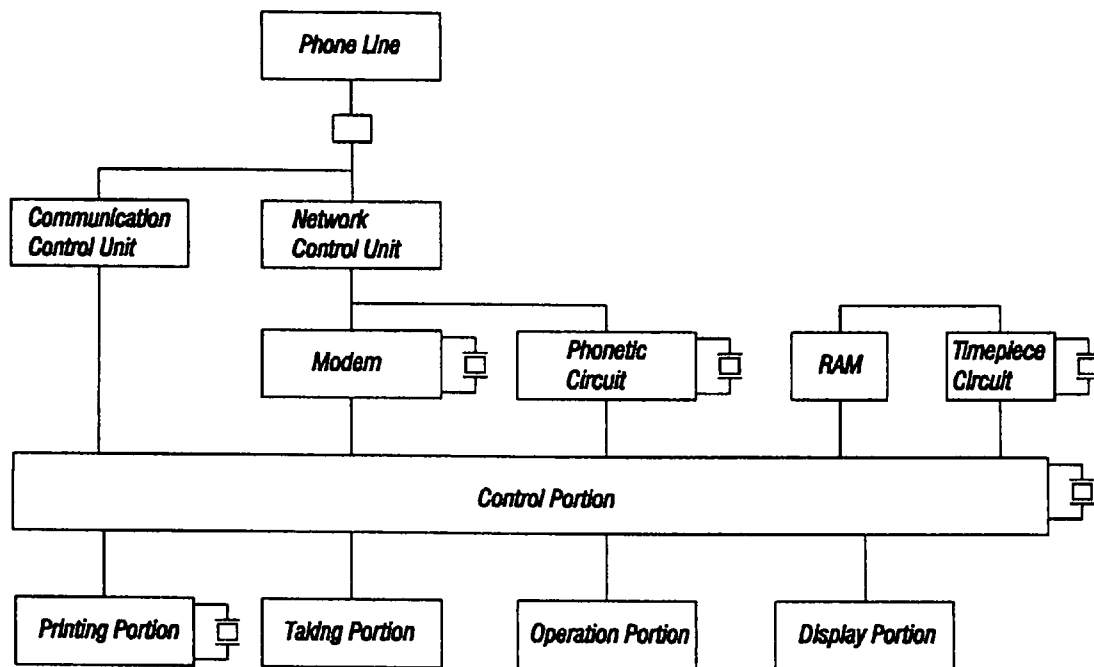 Phone Line
Communication
Control Unit
Network
Control Unit
Modem
Phonetic
Circuit
RAM
Timepiece
Circuit
Control Portion
Printing Portion
Taking Portion
Operation Portion
Display Portion